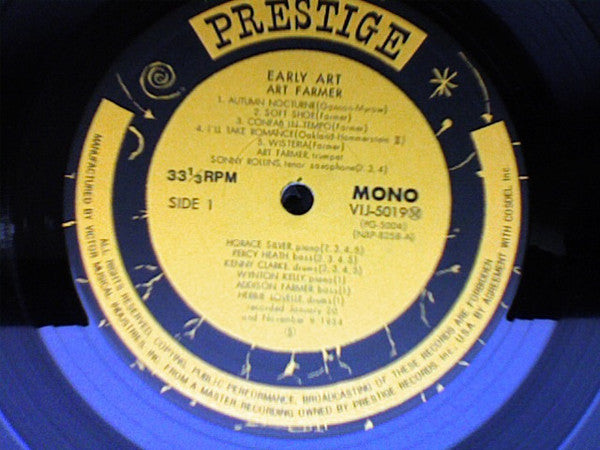 PRESTIGE
EARLY ART
ART FARMER
1. AUTUMN NOCTURNE
2. SOFT SHOE(Farmer)
3. CONFAB IN TEMPO(Farmer)
4. I'LL TAKE ROMANCE(Oakland-Hammerstein II)
5. WISTERIA(Farmer)
ART FARMER, trumpet
SONNY ROLLINS, tenor saxophone(2, 3, 4)
33⅓RPM
MONO
SIDE 1
VIJ-5019Ⓜ
(PG-5004)
(NJLP-8258-A)
HORACE SILVER, piano(2, 3, 4, 5)
PERCY HEATH, bass(2, 3, 4, 5)
KENNY CLARKE, drums(2, 3, 4, 5)
WYNTON KELLY, piano(1)
ADDISON FARMER, bass(1)
HERBIE LOVELLE, drums(1)
recorded January 20
and November 9 1954
MANUFACTURED BY VICTOR MUSICAL INDUSTRIES, INC. FROM A MASTER RECORDING OWNED BY PRESTIGE RECORDS, Inc. U.S.A. BY AGREEMENT WITH COSDEL Inc.
ALL RIGHTS RESERVED. COPYING, PUBLIC PERFORMANCE, BROADCASTING OF THESE RECORDS ARE FORBIDDEN